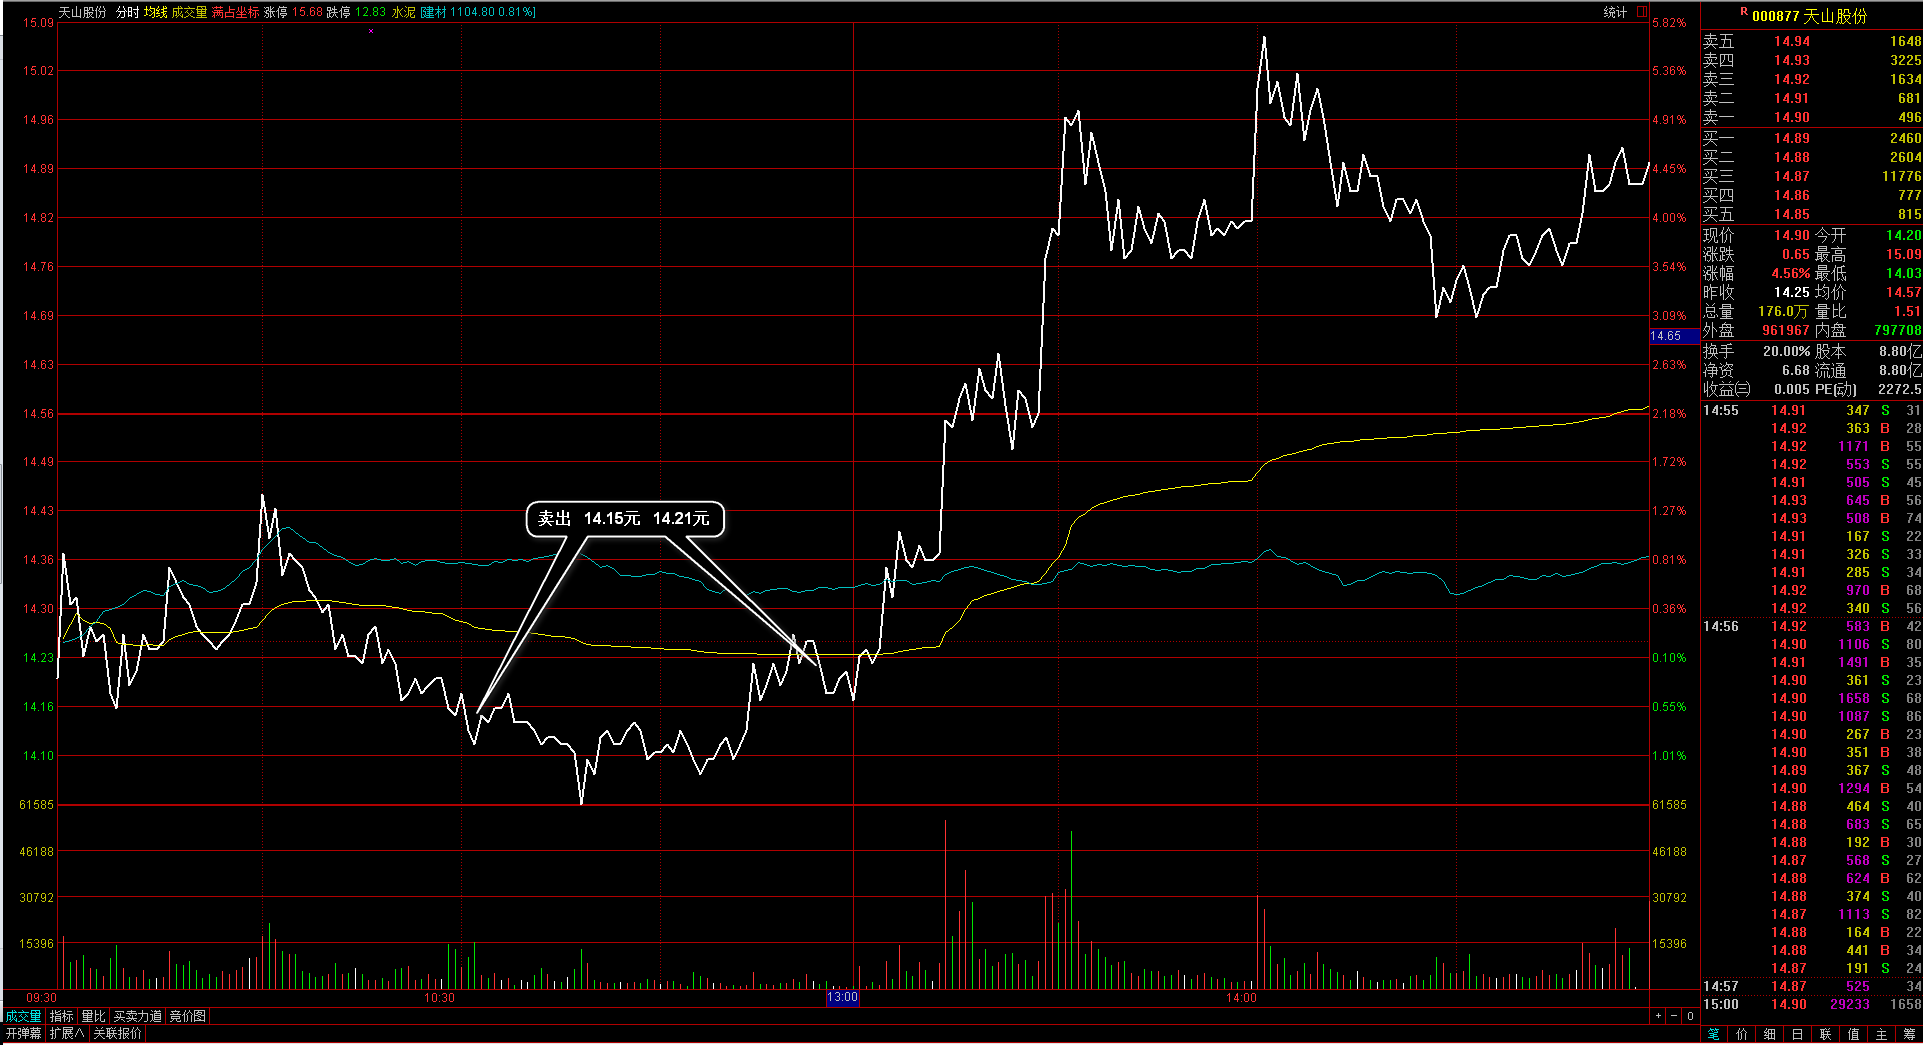 天山股份 分时 均线 成交量 满占坐标 涨停 15.68 跌停 12.83 水泥 [建材 1104.80 0.81%] 统计
15.09 5.82%
15.02 5.36%
14.96 4.91%
14.89 4.45%
14.82 4.00%
14.76 3.54%
14.69 3.09%
14.65
14.63 2.63%
14.56 2.18%
14.49 1.72%
14.43 1.27%
卖出 14.15元 14.21元
14.36 0.81%
14.30 0.36%
14.23 0.10%
14.16 0.55%
14.10 1.01%
61585 61585
46188 46188
30792 30792
15396 15396
09:30 10:30 13:00 14:00
成交量 指标 量比 买卖力道 竞价图 + - 0
开弹幕 扩展∧ 关联报价
R 000877 天山股份
卖五 14.94 1648
卖四 14.93 3225
卖三 14.92 1634
卖二 14.91 681
卖一 14.90 496
买一 14.89 2460
买二 14.88 2604
买三 14.87 11776
买四 14.86 777
买五 14.85 815
现价 14.90 今开 14.20
涨跌 0.65 最高 15.09
涨幅 4.56% 最低 14.03
昨收 14.25 均价 14.57
总量 176.0万 量比 1.51
外盘 961967 内盘 797708
换手 20.00% 股本 8.80亿
净资 6.68 流通 8.80亿
收益㈢ 0.005 PE(动) 2272.5
14:55 14.91 347 S 31
14.92 363 B 28
14.92 1171 B 55
14.92 553 S 55
14.91 505 S 45
14.93 645 B 56
14.93 508 B 74
14.91 167 S 22
14.91 326 S 33
14.91 285 S 34
14.92 970 B 68
14.92 340 S 56
14:56 14.92 583 B 42
14.90 1106 S 80
14.91 1491 B 35
14.90 361 S 23
14.90 1658 S 68
14.90 1087 S 86
14.90 267 B 23
14.90 351 B 38
14.89 367 S 48
14.90 1294 B 54
14.88 464 S 40
14.88 683 S 65
14.88 192 B 30
14.87 568 S 27
14.88 624 B 62
14.88 374 S 40
14.87 1113 S 82
14.88 164 B 22
14.88 441 B 34
14.87 191 S 24
14:57 14.87 525 34
15:00 14.90 29233 1658
笔 价 细 日 联 值 主 筹